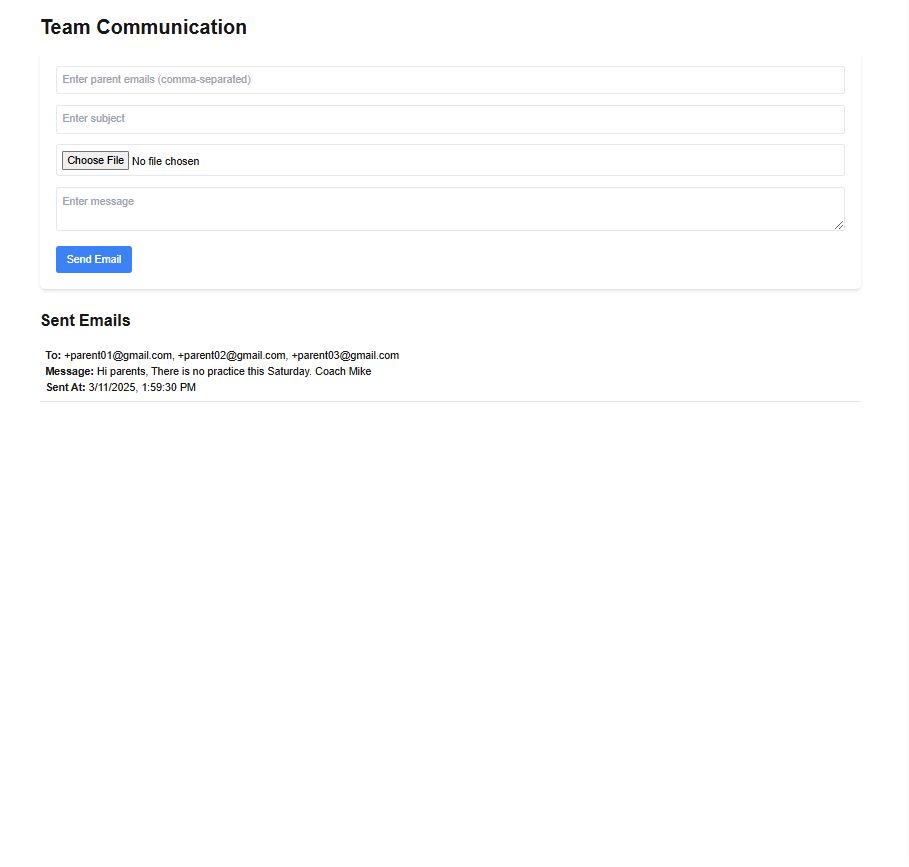 Team Communication
Enter parent emails (comma-separated)
Enter subject
Choose File No file chosen
Enter message
Send Email
Sent Emails
To: +parent01@gmail.com, +parent02@gmail.com, +parent03@gmail.com
Message: Hi parents, There is no practice this Saturday. Coach Mike
Sent At: 3/11/2025, 1:59:30 PM